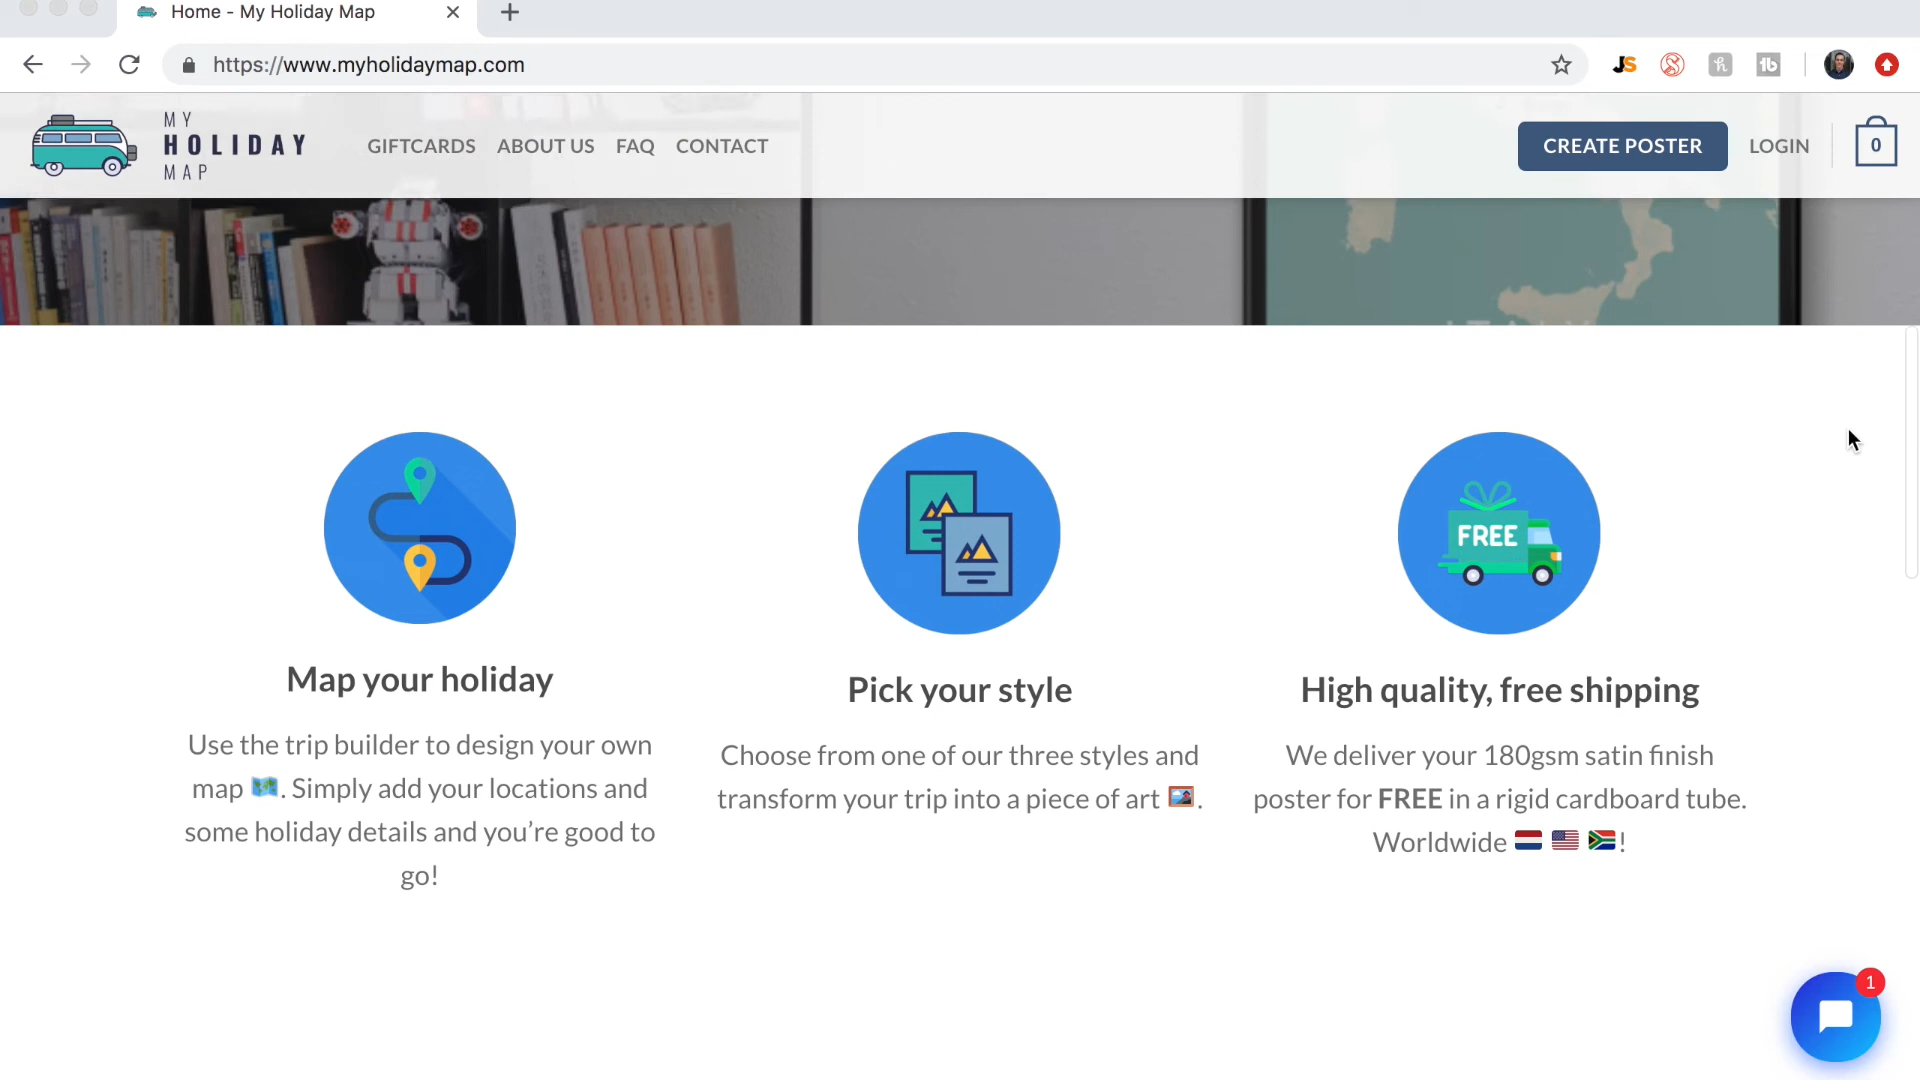 Home - My Holiday Map
https://www.myholidaymap.com
JS
MY
HOLIDAY
MAP
GIFTCARDS ABOUT US FAQ CONTACT
CREATE POSTER LOGIN 0
FREE
Map your holiday
Use the trip builder to design your own
map 🗺️. Simply add your locations and
some holiday details and you’re good to
go!
Pick your style
Choose from one of our three styles and
transform your trip into a piece of art 🖼️.
High quality, free shipping
We deliver your 180gsm satin finish
poster for FREE in a rigid cardboard tube.
Worldwide 🇳🇱 🇺🇸 🇿🇦!
1